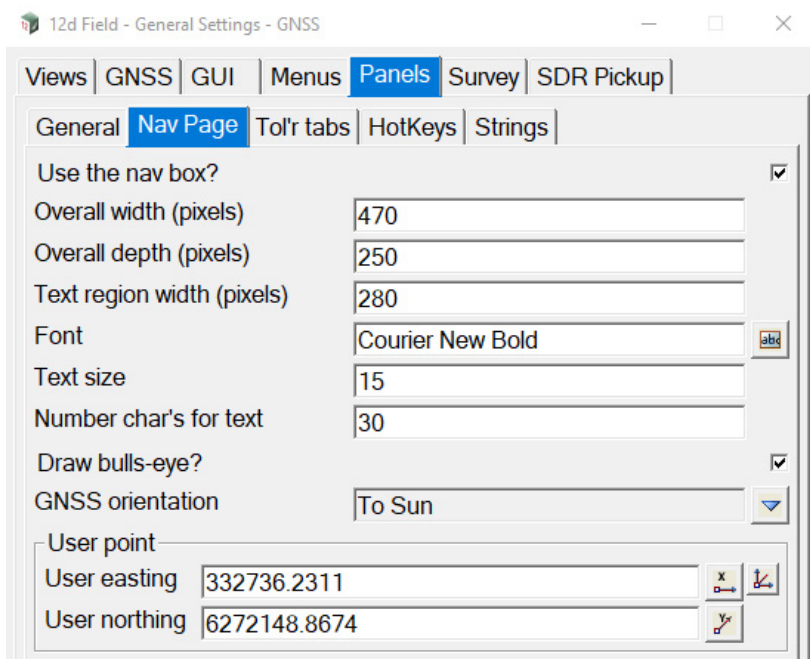 12d Field - General Settings - GNSS
Views GNSS GUI Menus Panels Survey SDR Pickup
General Nav Page Tol'r tabs HotKeys Strings
Use the nav box?
Overall width (pixels) 470
Overall depth (pixels) 250
Text region width (pixels) 280
Font Courier New Bold abc
Text size 15
Number char's for text 30
Draw bulls-eye?
GNSS orientation To Sun
User point
User easting 332736.2311 X
User northing 6272148.8674 Y